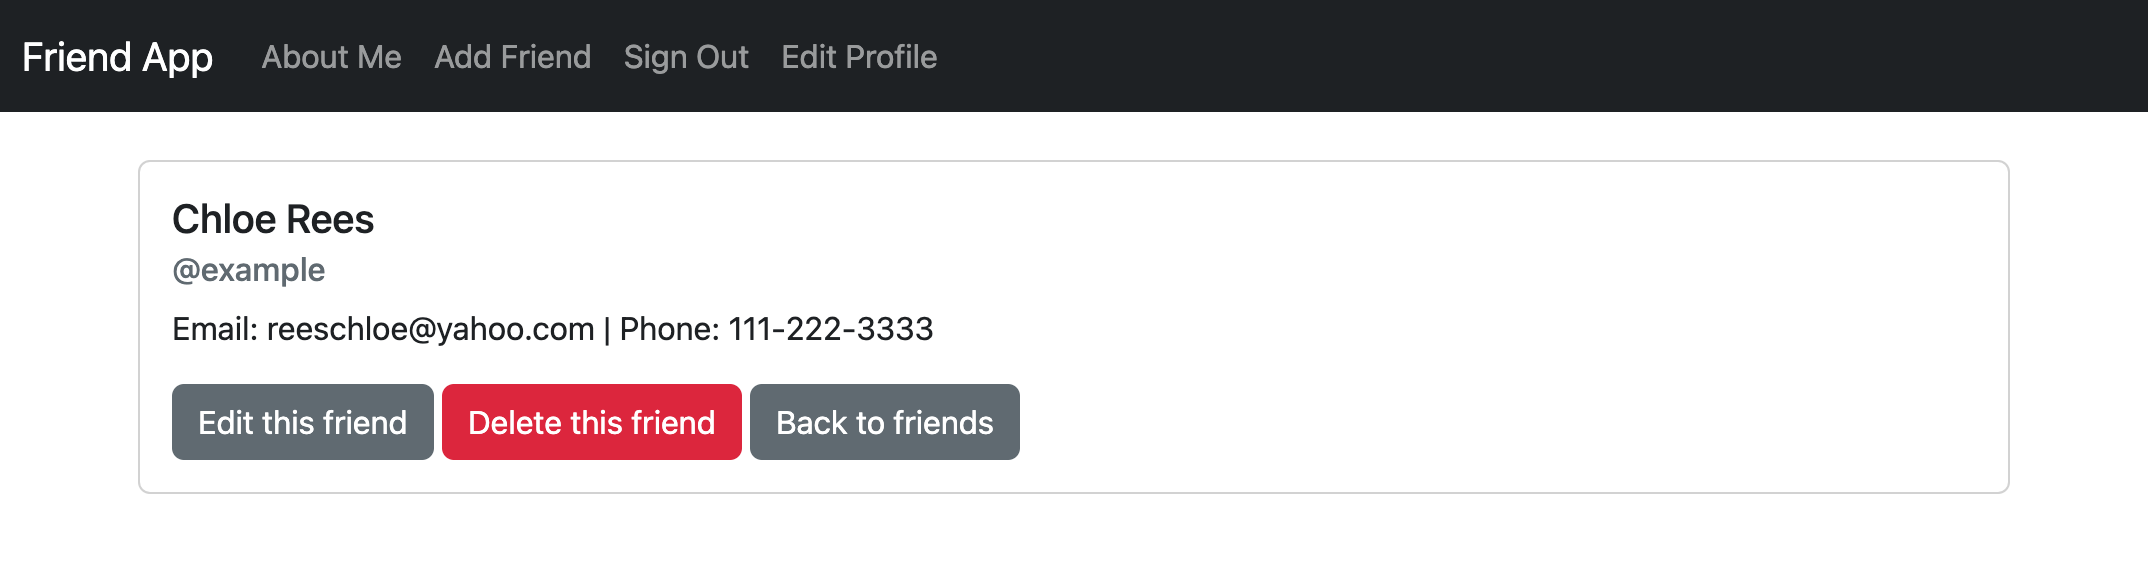 Friend App About Me Add Friend Sign Out Edit Profile
Chloe Rees
@example
Email: reeschloe@yahoo.com | Phone: 111-222-3333
Edit this friend Delete this friend Back to friends